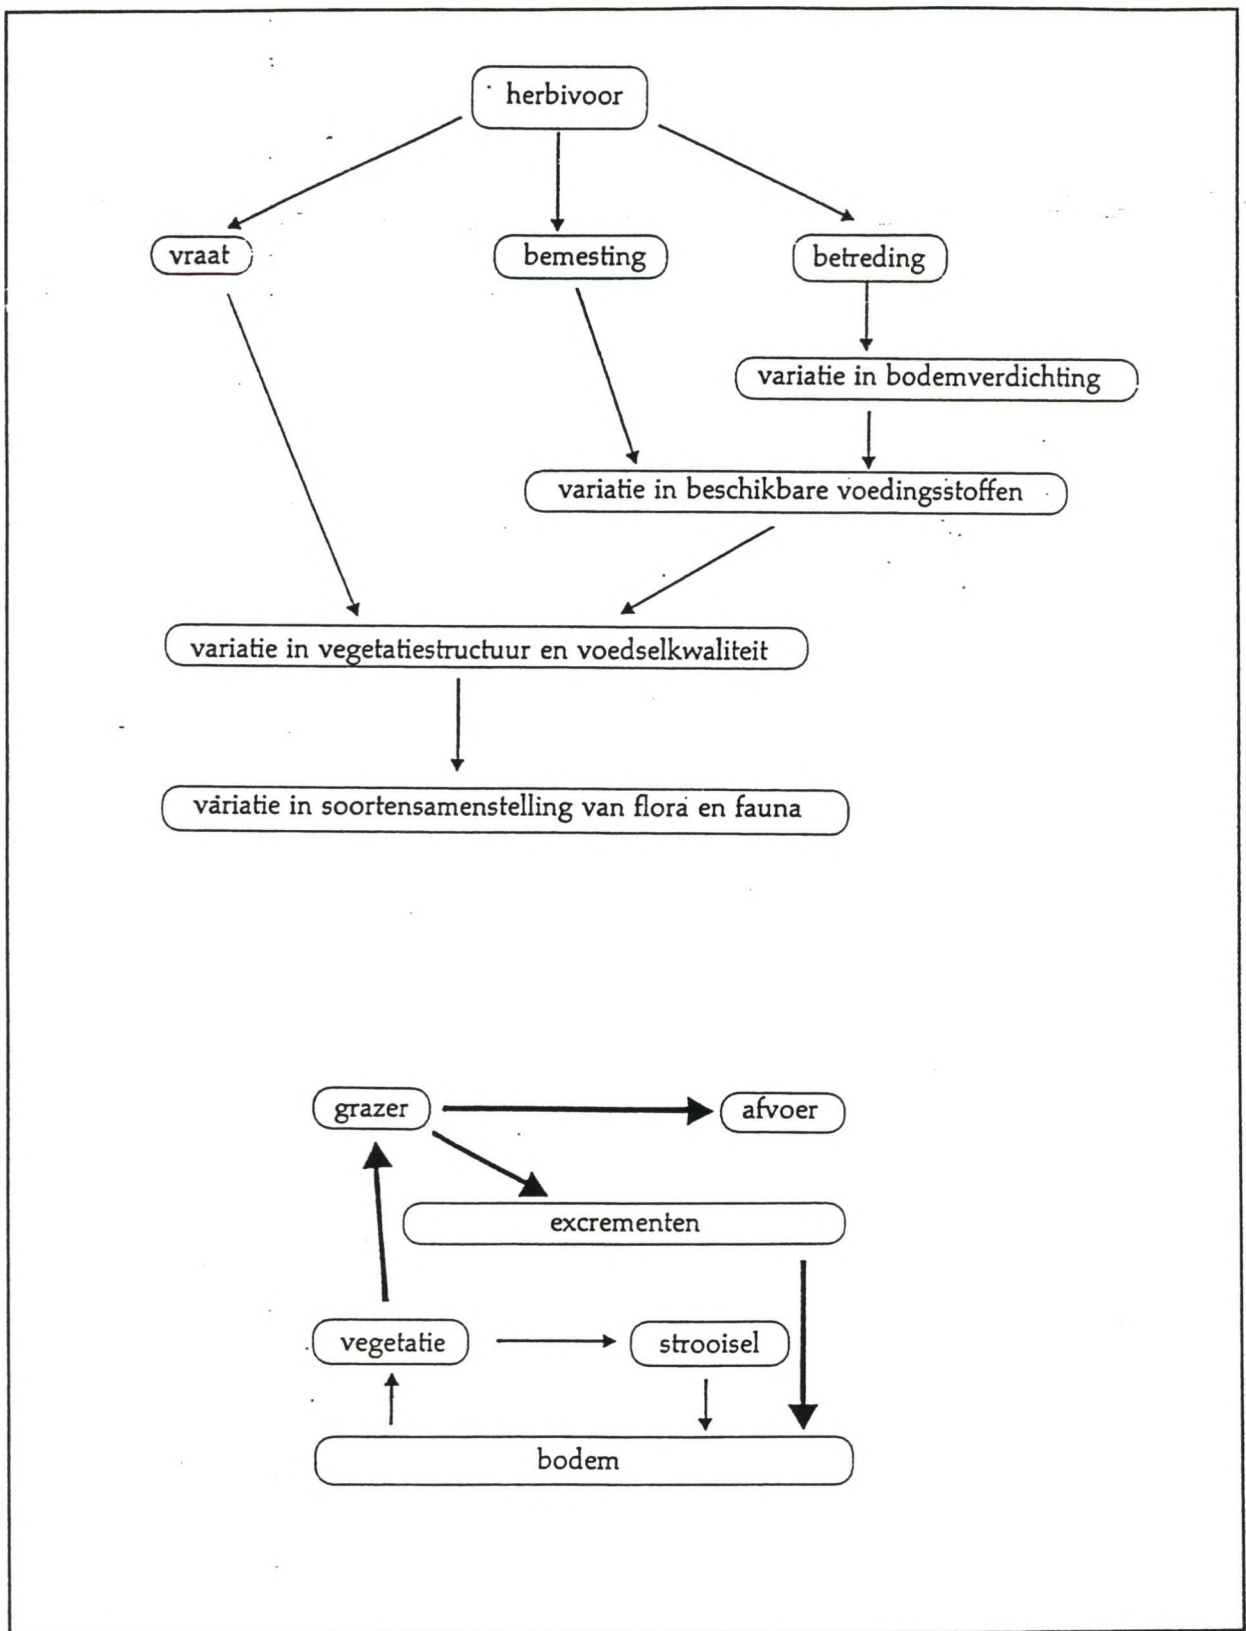 herbivoor
vraat
bemesting
betreding
variatie in bodemverdichting
variatie in beschikbare voedingsstoffen
variatie in vegetatiestructuur en voedselkwaliteit
variatie in soortensamenstelling van flora en fauna
grazer
afvoer
excrementen
vegetatie
strooisel
bodem